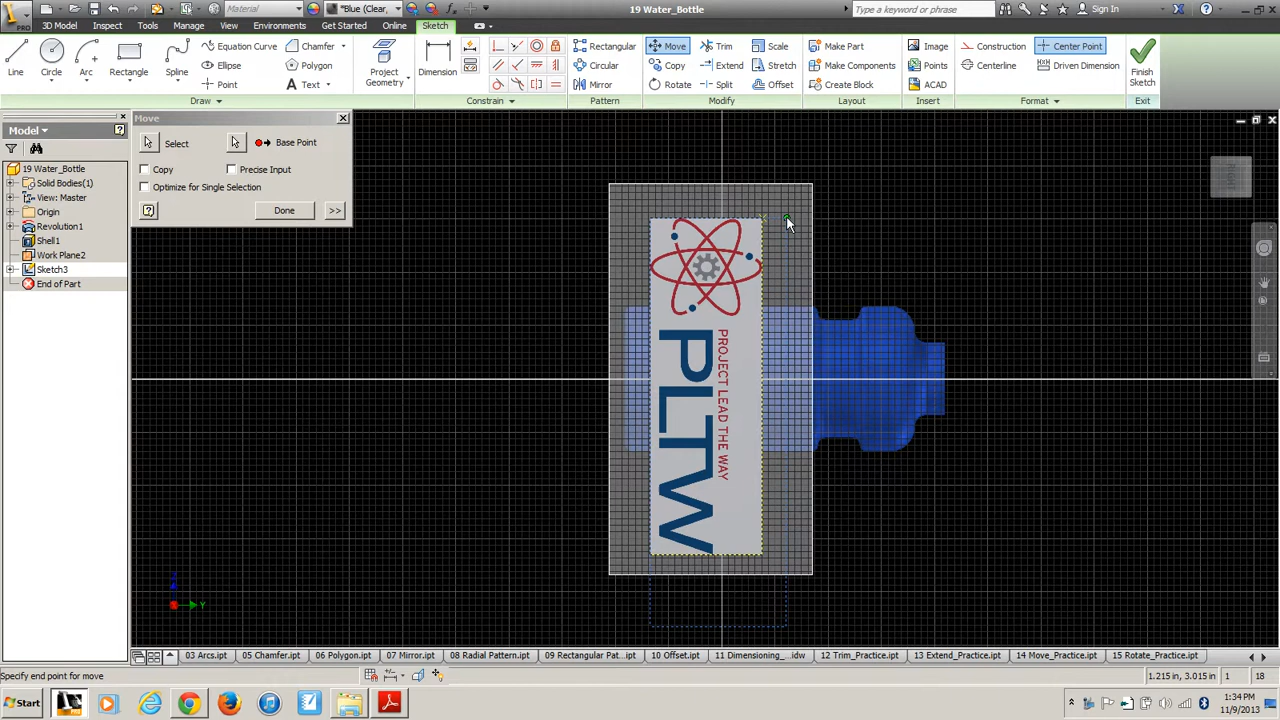 PRO
Material
*Blue (Clear,
fx
19 Water_Bottle
Type a keyword or phrase
Sign In
3D Model
Inspect
Tools
Manage
View
Environments
Get Started
Online
Sketch
Line
Circle
Arc
Rectangle
Spline
Equation Curve
Ellipse
Point
Chamfer
Polygon
Text
Project
Geometry
Dimension
Rectangular
Circular
Mirror
Move
Copy
Rotate
Trim
Extend
Split
Scale
Stretch
Offset
Make Part
Make Components
Create Block
Image
Points
ACAD
Construction
Centerline
Center Point
Driven Dimension
Finish
Sketch
Draw
Constrain
Pattern
Modify
Layout
Insert
Format
Exit
Model
19 Water_Bottle
Solid Bodies(1)
View: Master
Origin
Revolution1
Shell1
Work Plane2
Sketch3
End of Part
Move
Select
Base Point
Copy
Precise Input
Optimize for Single Selection
Done
>>
PLTW
PROJECT LEAD THE WAY
Y
03 Arcs.ipt
05 Chamfer.ipt
06 Polygon.ipt
07 Mirror.ipt
08 Radial Pattern.ipt
09 Rectangular Patt...ipt
10 Offset.ipt
11 Dimensioning_...idw
12 Trim_Practice.ipt
13 Extend_Practice.ipt
14 Move_Practice.ipt
15 Rotate_Practice.ipt
Specify end point for move
1.215 in, 3.015 in
1
18
Start
1:34 PM
11/9/2013